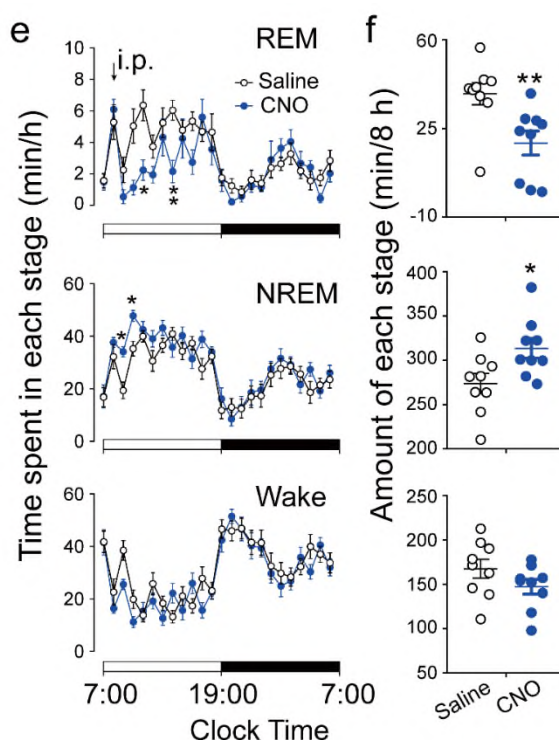 e
REM
i.p.
Saline
CNO
10
8
6
4
2
0
*
**
NREM
60
40
20
0
*
*
Wake
60
40
20
0
7:00
19:00
7:00
Clock Time
Time spent in each stage (min/h)
f
60
25
-10
**
400
350
300
250
200
*
200
150
100
50
Saline
CNO
Amount of each stage (min/8 h)